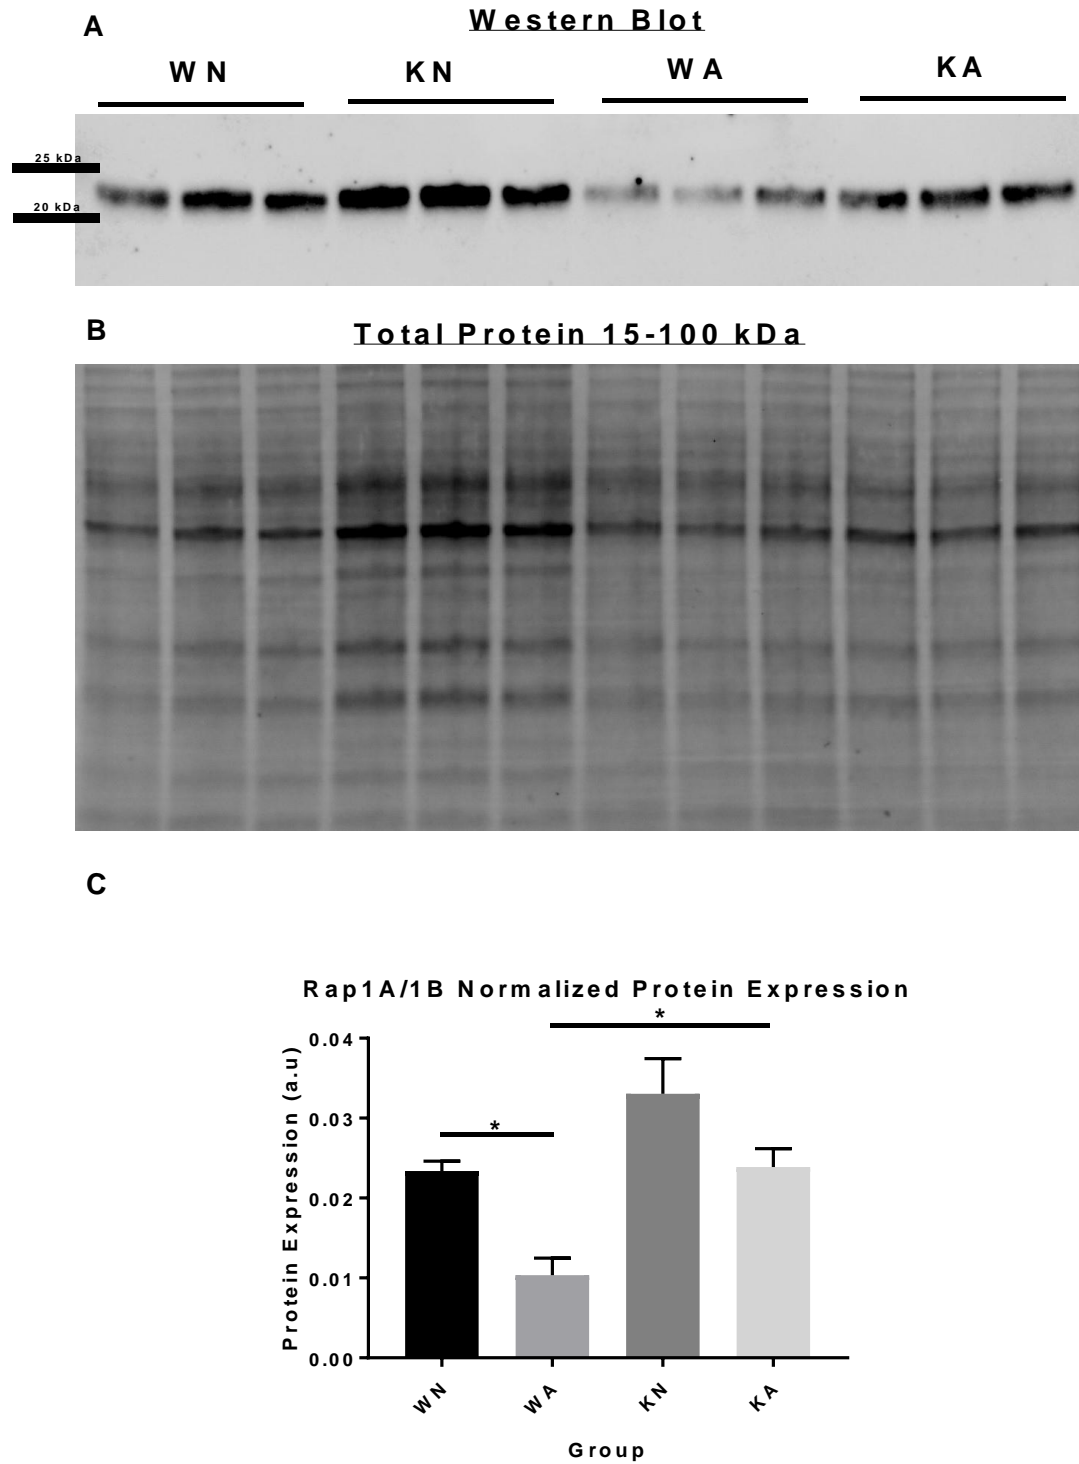 A
Western Blot
WN KN WA KA
25 kDa
20 kDa
B
Total Protein 15-100 kDa
C
Rap1A/1B Normalized Protein Expression
*
*
Protein Expression (a.u)
0.04
0.03
0.02
0.01
0.00
WN WA KN KA
Group